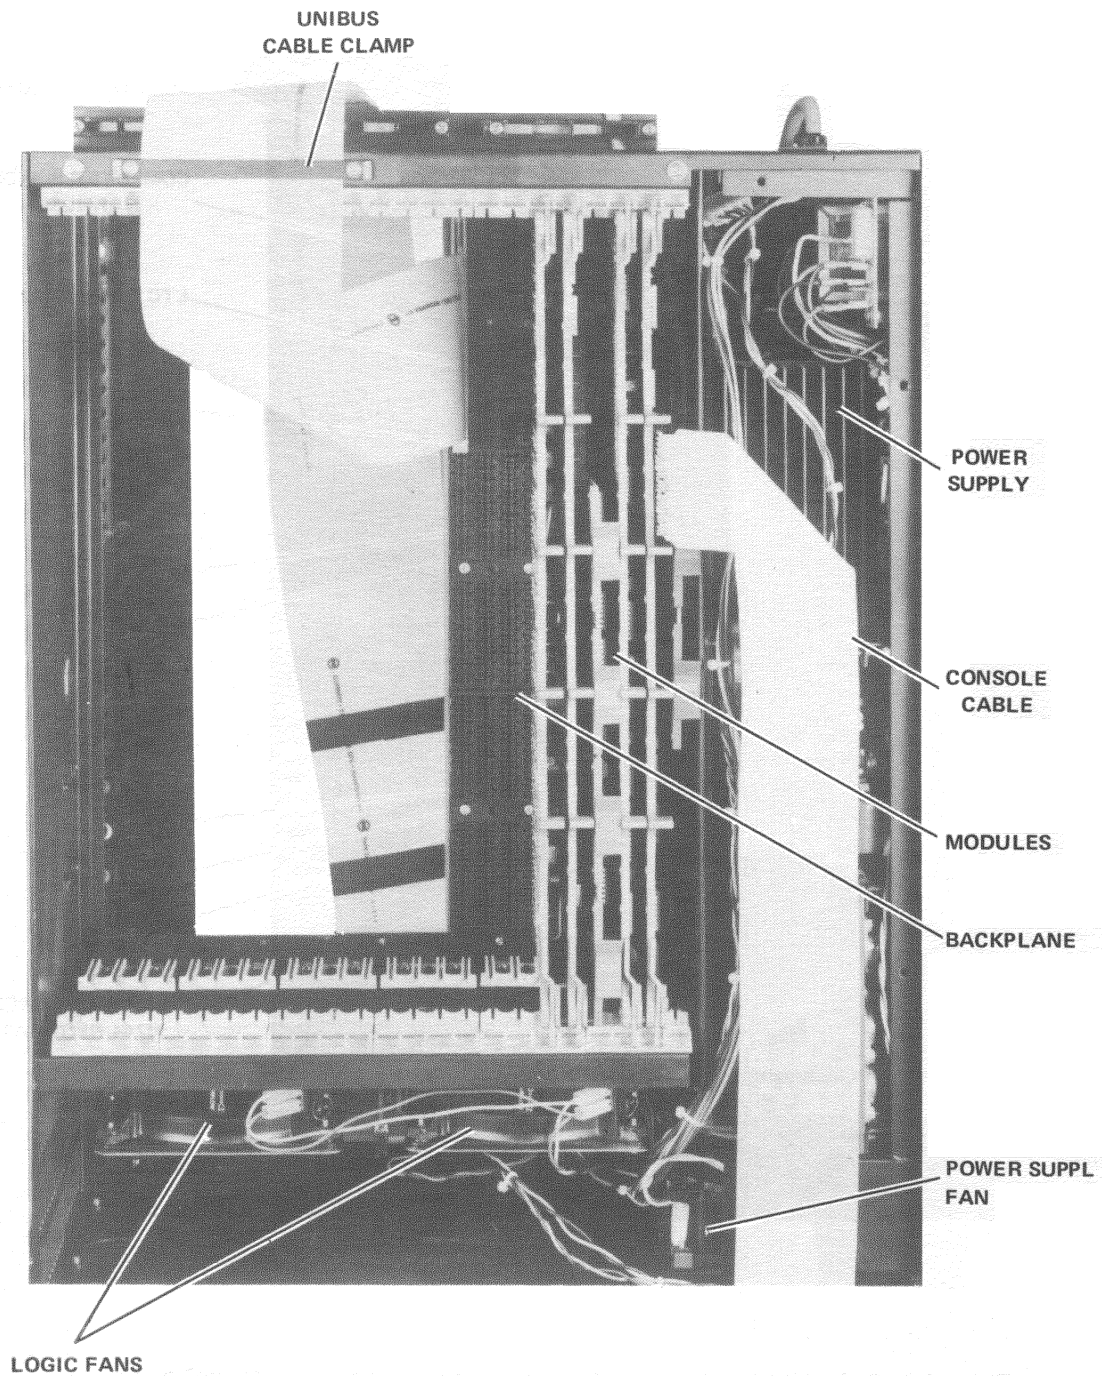 UNIBUS
CABLE CLAMP
POWER
SUPPLY
CONSOLE
CABLE
MODULES
BACKPLANE
POWER SUPPL
FAN
LOGIC FANS